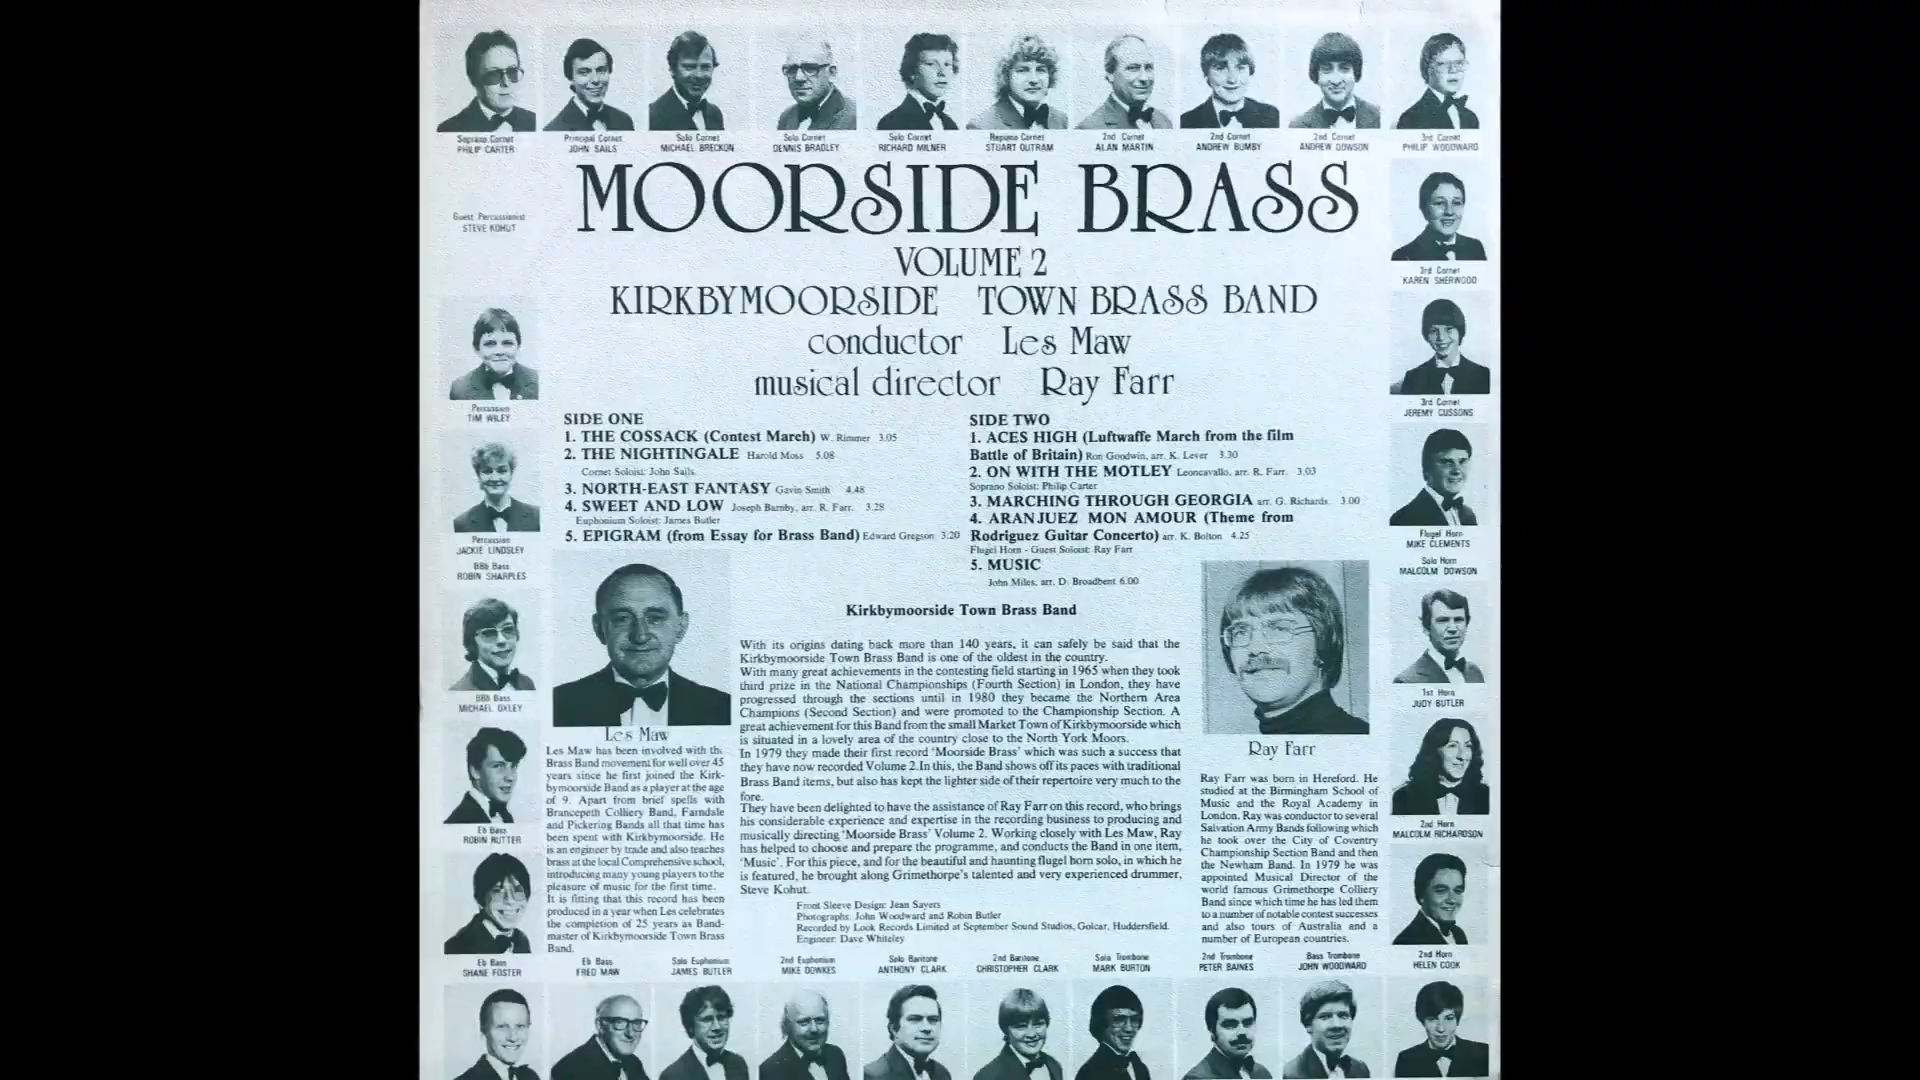 Soprano Cornet
PHILIP CARTER
Principal Cornet
JOHN SAILS
Solo Cornet
MICHAEL BRECKON
Solo Cornet
DENNIS BRADLEY
Solo Cornet
RICHARD MILNER
Repiano Cornet
STUART OUTRAM
2nd Cornet
ALAN MARTIN
2nd Cornet
ANDREW BUMBY
2nd Cornet
ANDREW DOWSON
3rd Cornet
PHILIP WOODWARD
MOORSIDE BRASS
VOLUME 2
KIRKBYMOORSIDE TOWN BRASS BAND
conductor Les Maw
musical director Ray Farr
Guest Percussionist
STEVE KOHUT
Percussion
TIM WILEY
Percussion
JACKIE LINDSLEY
BBb Bass
ROBIN SHARPLES
BBb Bass
MICHAEL OXLEY
Eb Bass
ROBIN RUTTER
SIDE ONE
1. THE COSSACK (Contest March) W. Rimmer 3.05
2. THE NIGHTINGALE Harold Moss 5.08
Cornet Soloist: John Sails.
3. NORTH-EAST FANTASY Gavin Smith 4.48
4. SWEET AND LOW Joseph Barnby, arr. R. Farr. 3.28
Euphonium Soloist: James Butler
5. EPIGRAM (from Essay for Brass Band) Edward Gregson 3.20
SIDE TWO
1. ACES HIGH (Luftwaffe March from the film
Battle of Britain) Ron Goodwin, arr. K. Lever 3.30
2. ON WITH THE MOTLEY Leoncavallo, arr. R. Farr. 3.03
Soprano Soloist: Philip Carter
3. MARCHING THROUGH GEORGIA arr. G. Richards. 3.00
4. ARANJUEZ MON AMOUR (Theme from
Rodriguez Guitar Concerto) arr. K. Bolton 4.25
Flugel Horn - Guest Soloist: Ray Farr
5. MUSIC
John Miles, arr. D. Broadbent 6.00
3rd Cornet
KAREN SHERWOOD
3rd Cornet
JEREMY CUSSONS
Flugel Horn
MIKE CLEMENTS
Solo Horn
MALCOLM DOWSON
1st Horn
JUDY BUTLER
2nd Horn
MALCOLM RICHARDSON
Les Maw
Les Maw has been involved with the
Brass Band movement for well over 45
years since he first joined the Kirk-
bymoorside Band as a player at the age
of 9. Apart from brief spells with
Brancepeth Colliery Band, Farndale
and Pickering Bands all that time has
been spent with Kirkbymoorside. He
is an engineer by trade and also teaches
brass at the local Comprehensive school,
introducing many young players to the
pleasure of music for the first time.
It is fitting that this record has been
produced in a year when Les celebrates
the completion of 25 years as Band-
master of Kirkbymoorside Town Brass
Band.
Kirkbymoorside Town Brass Band
With its origins dating back more than 140 years, it can safely be said that the
Kirkbymoorside Town Brass Band is one of the oldest in the country.
With many great achievements in the contesting field starting in 1965 when they took
third prize in the National Championships (Fourth Section) in London, they have
progressed through the sections until in 1980 they became the Northern Area
Champions (Second Section) and were promoted to the Championship Section. A
great achievement for this Band from the small Market Town of Kirkbymoorside which
is situated in a lovely area of the country close to the North York Moors.
In 1979 they made their first record 'Moorside Brass' which was such a success that
they have now recorded Volume 2. In this, the Band shows off its paces with traditional
Brass Band items, but also has kept the lighter side of their repertoire very much to the
fore.
They have been delighted to have the assistance of Ray Farr on this record, who brings
his considerable experience and expertise in the recording business to producing and
musically directing 'Moorside Brass' Volume 2. Working closely with Les Maw, Ray
has helped to choose and prepare the programme, and conducts the Band in one item,
'Music'. For this piece, and for the beautiful and haunting flugel horn solo, in which he
is featured, he brought along Grimethorpe's talented and very experienced drummer,
Steve Kohut.
Front Sleeve Design: Jean Sayers
Photographs: John Woodward and Robin Butler
Recorded by Look Records Limited at September Sound Studios, Golcar, Huddersfield.
Engineer: Dave Whiteley
Ray Farr
Ray Farr was born in Hereford. He
studied at the Birmingham School of
Music and the Royal Academy in
London. Ray was conductor to several
Salvation Army Bands following which
he took over the City of Coventry
Championship Section Band and then
the Newham Band. In 1979 he was
appointed Musical Director of the
world famous Grimethorpe Colliery
Band since which time he has led them
to a number of notable contest successes
and also tours of Australia and a
number of European countries.
Eb Bass
SHANE FOSTER
Eb Bass
FRED MAW
Solo Euphonium
JAMES BUTLER
2nd Euphonium
MIKE DOWKES
Solo Baritone
ANTHONY CLARK
2nd Baritone
CHRISTOPHER CLARK
Solo Trombone
MARK BURTON
2nd Trombone
PETER BAINES
Bass Trombone
JOHN WOODWARD
2nd Horn
HELEN COOK